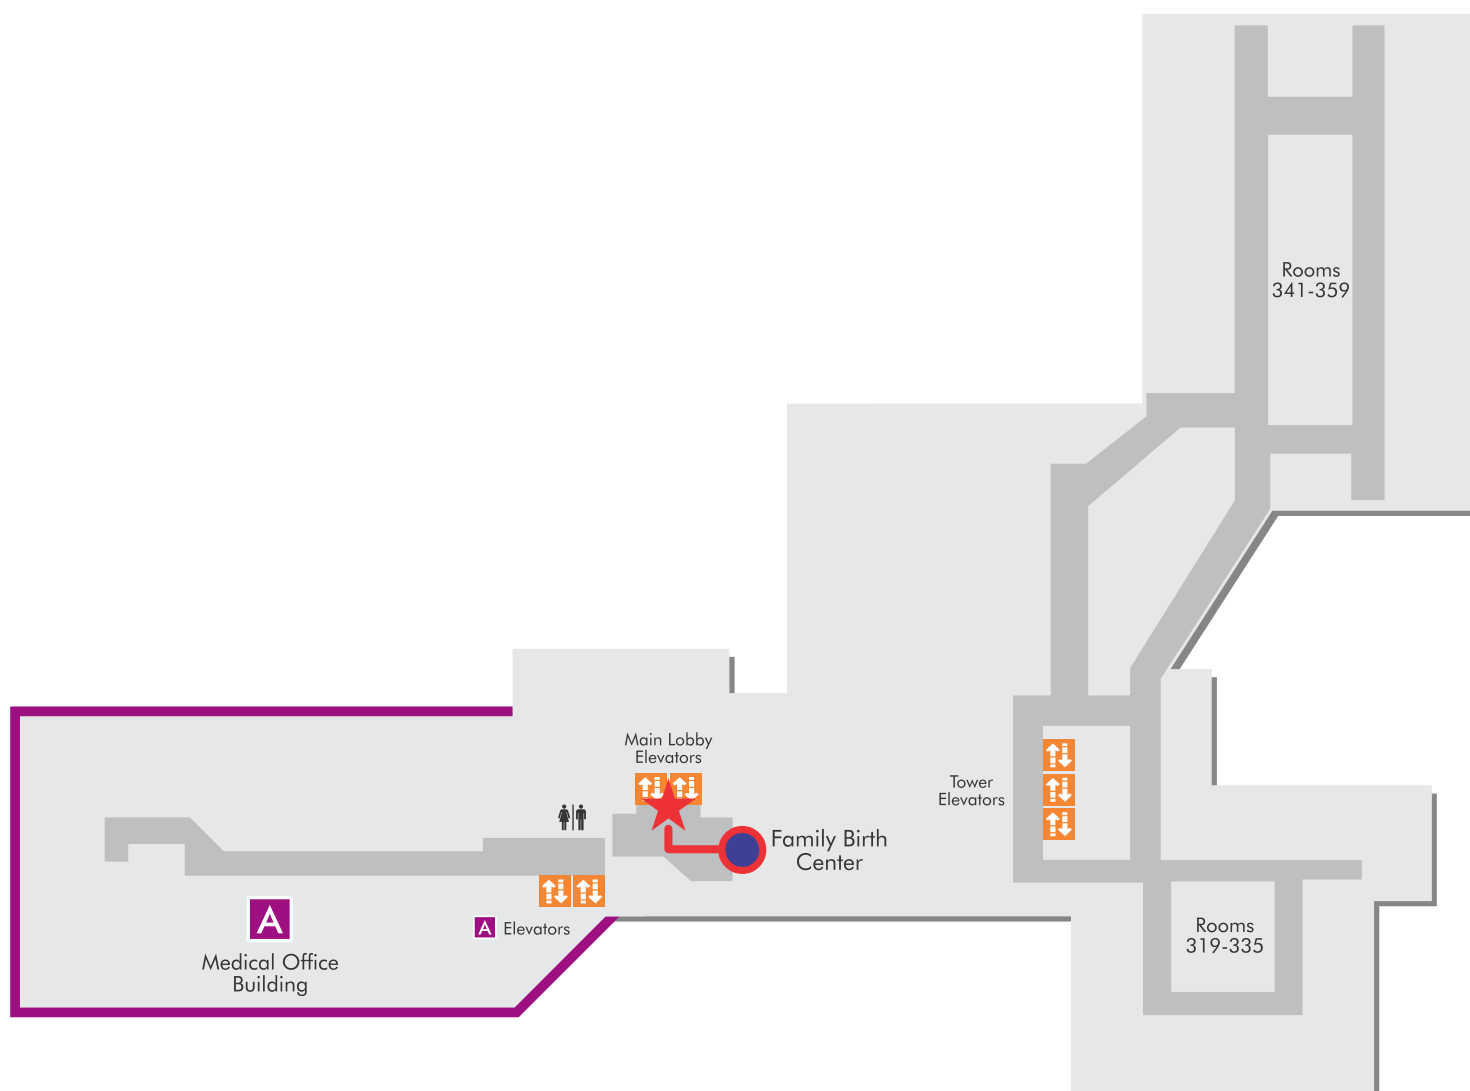 Rooms
341-359
Main Lobby
Elevators
Tower
Elevators
Family Birth
Center
A
Medical Office
Building
A Elevators
Rooms
319-335